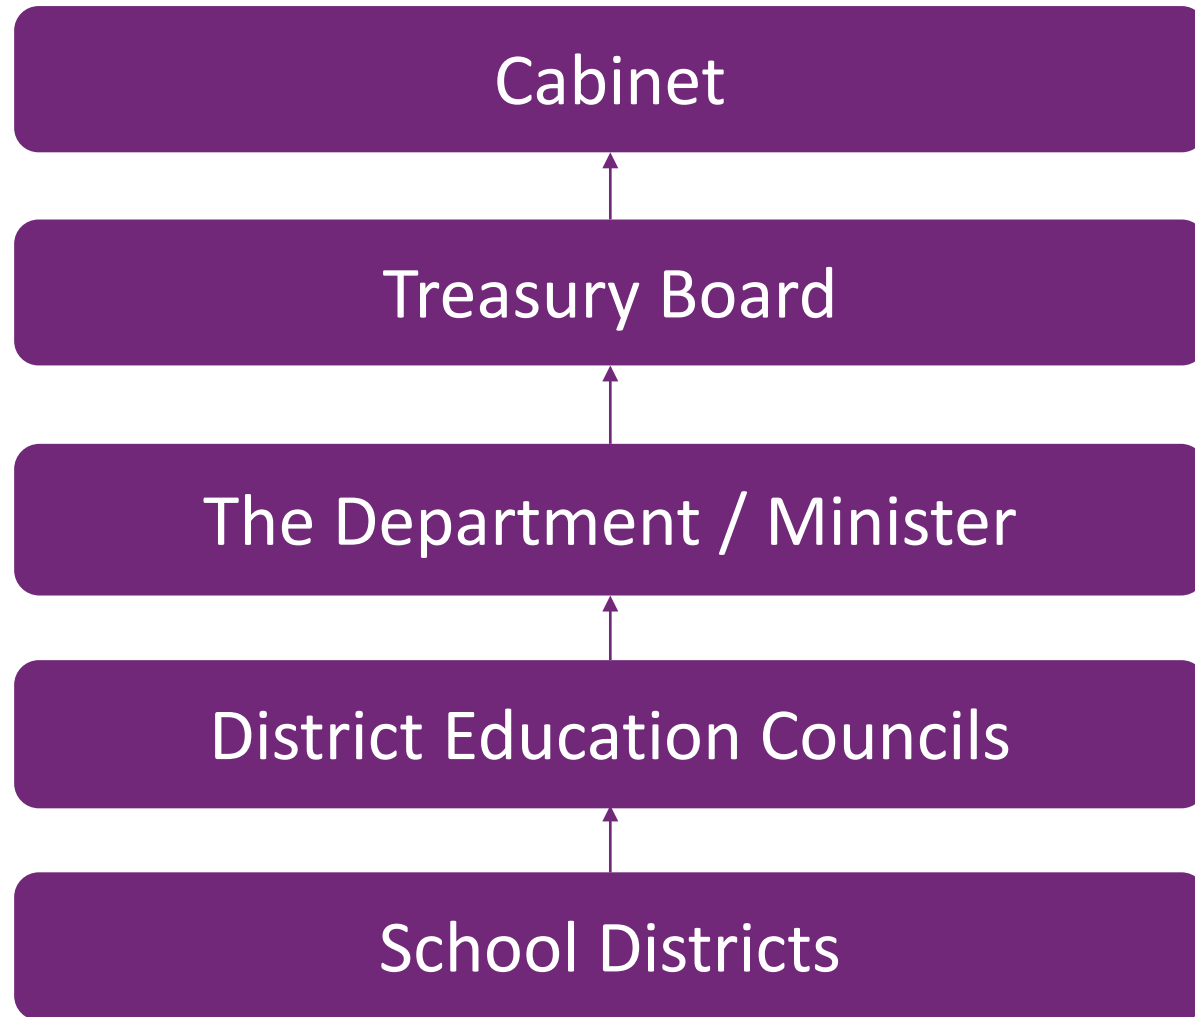 Cabinet
Treasury Board
The Department / Minister
District Education Councils
School Districts